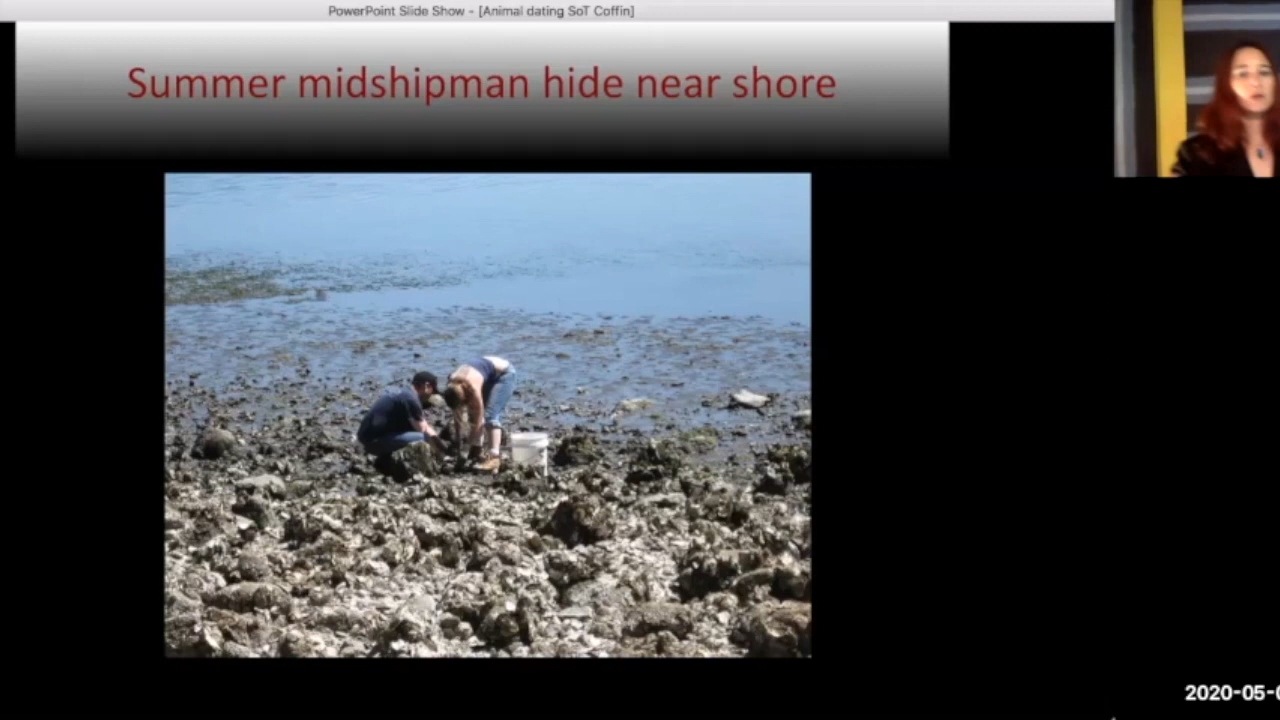 PowerPoint Slide Show - [Animal dating SoT Coffin]
Summer midshipman hide near shore
2020-05-0